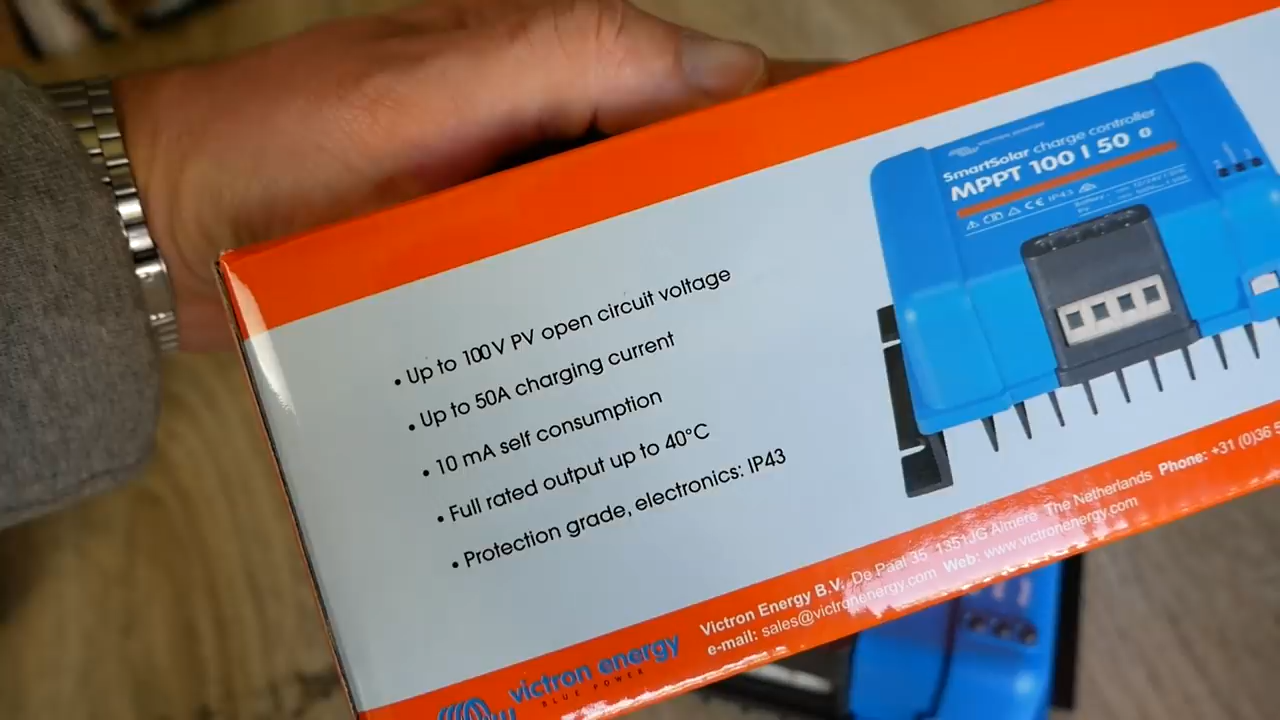 • Up to 100V PV open circuit voltage
• Up to 50A charging current
• 10 mA self consumption
• Full rated output up to 40°C
• Protection grade, electronics: IP43
SmartSolar charge controller
MPPT 100 | 50
CE IP43
Victron Energy B.V. De Paal 35 1351JG Almere The Netherlands Phone: +31 (0)36 5
e-mail: sales@victronenergy.com Web: www.victronenergy.com
victron energy
BLUE POWER